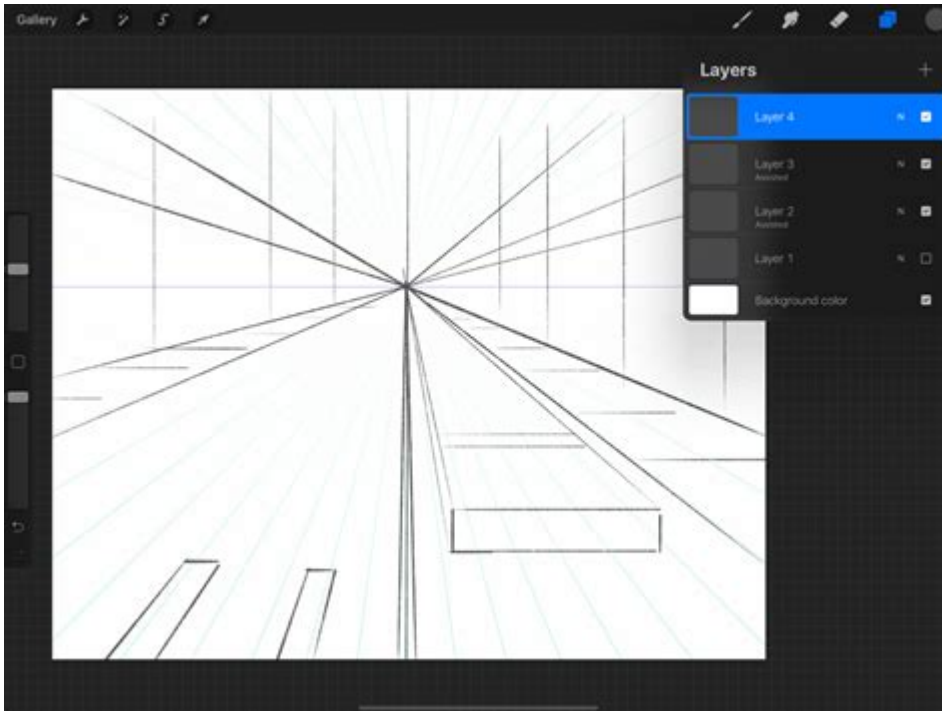 Gallery
Layers
Layer 4
N
Layer 3
N
Assisted
Layer 2
N
Assisted
Layer 1
N
Background color